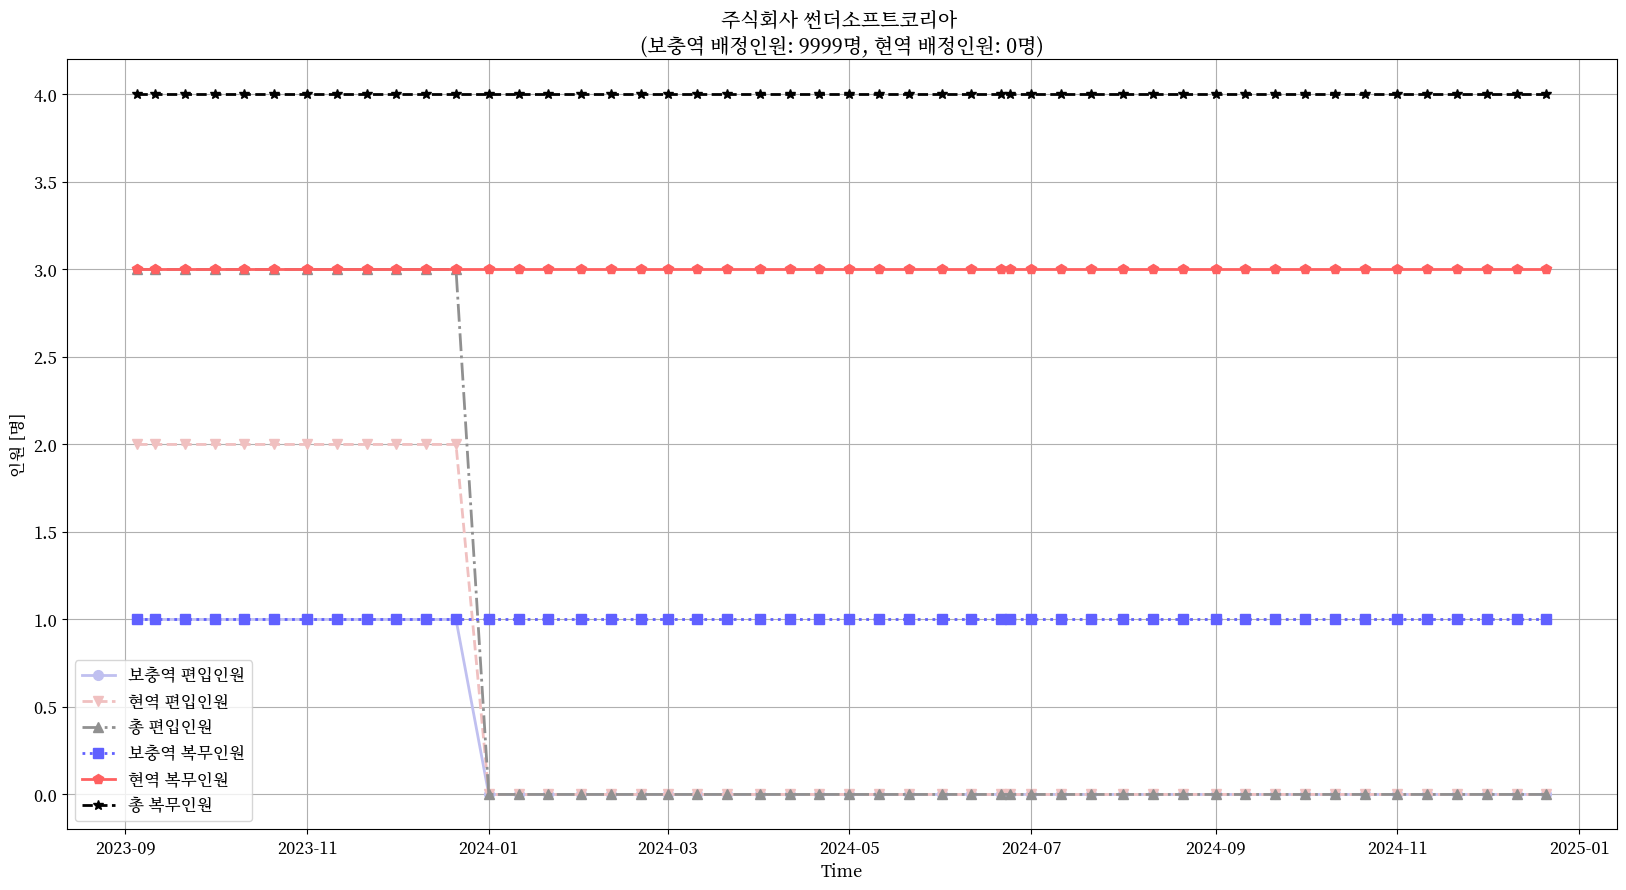 주식회사 썬더소프트코리아
(보충역 배정인원: 9999명, 현역 배정인원: 0명)
인원 [명]
4.0
3.5
3.0
2.5
2.0
1.5
1.0
0.5
0.0
보충역 편입인원
현역 편입인원
총 편입인원
보충역 복무인원
현역 복무인원
총 복무인원
2023-09
2023-11
2024-01
2024-03
2024-05
2024-07
2024-09
2024-11
2025-01
Time